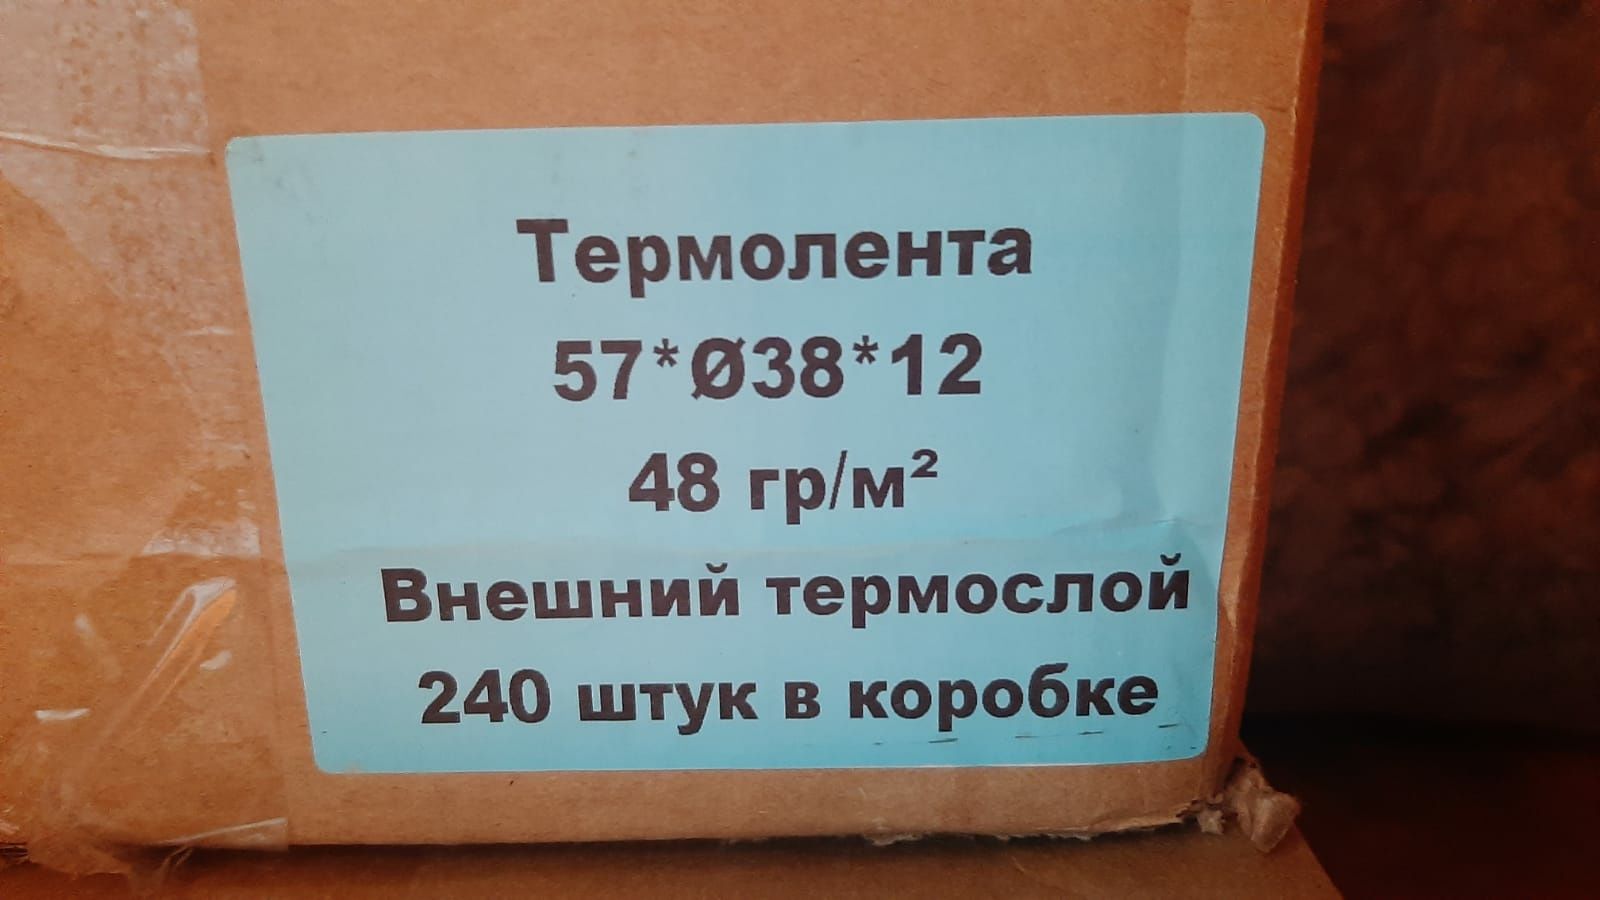 Термолента
57*Ø38*12
48 гр/м²
Внешний термослой
240 штук в коробке